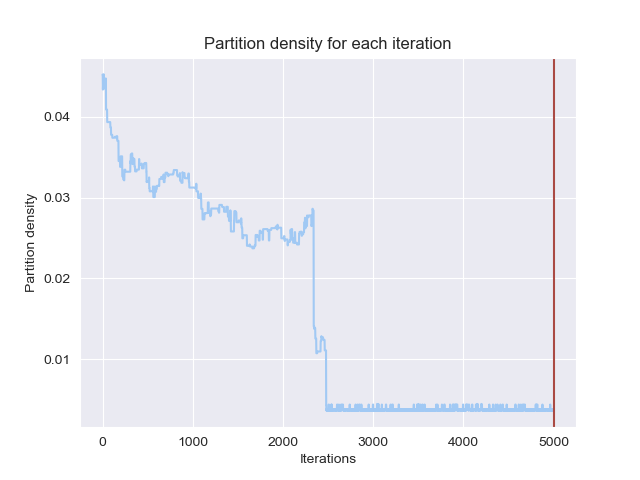 Partition density for each iteration
Partition density
0.04
0.03
0.02
0.01
0 1000 2000 3000 4000 5000
Iterations